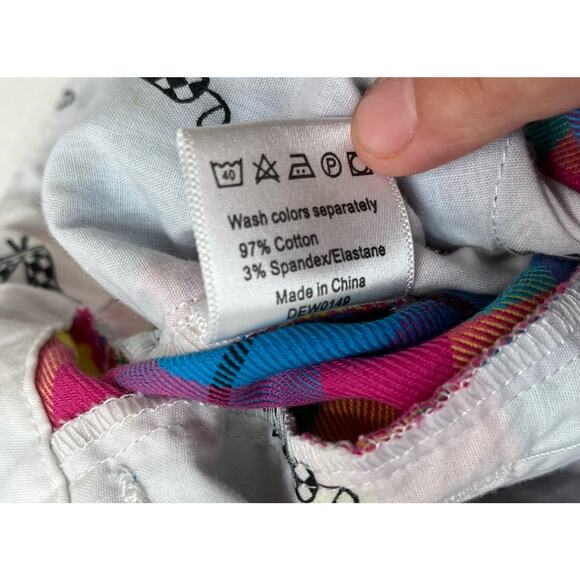 40 P
Wash colors separately
97% Cotton
3% Spandex/Elastane
Made in China
DEW0149